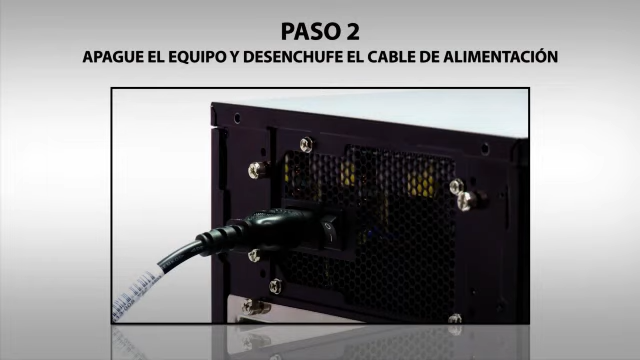 PASO 2
APAGUE EL EQUIPO Y DESENCHUFE EL CABLE DE ALIMENTACIÓN